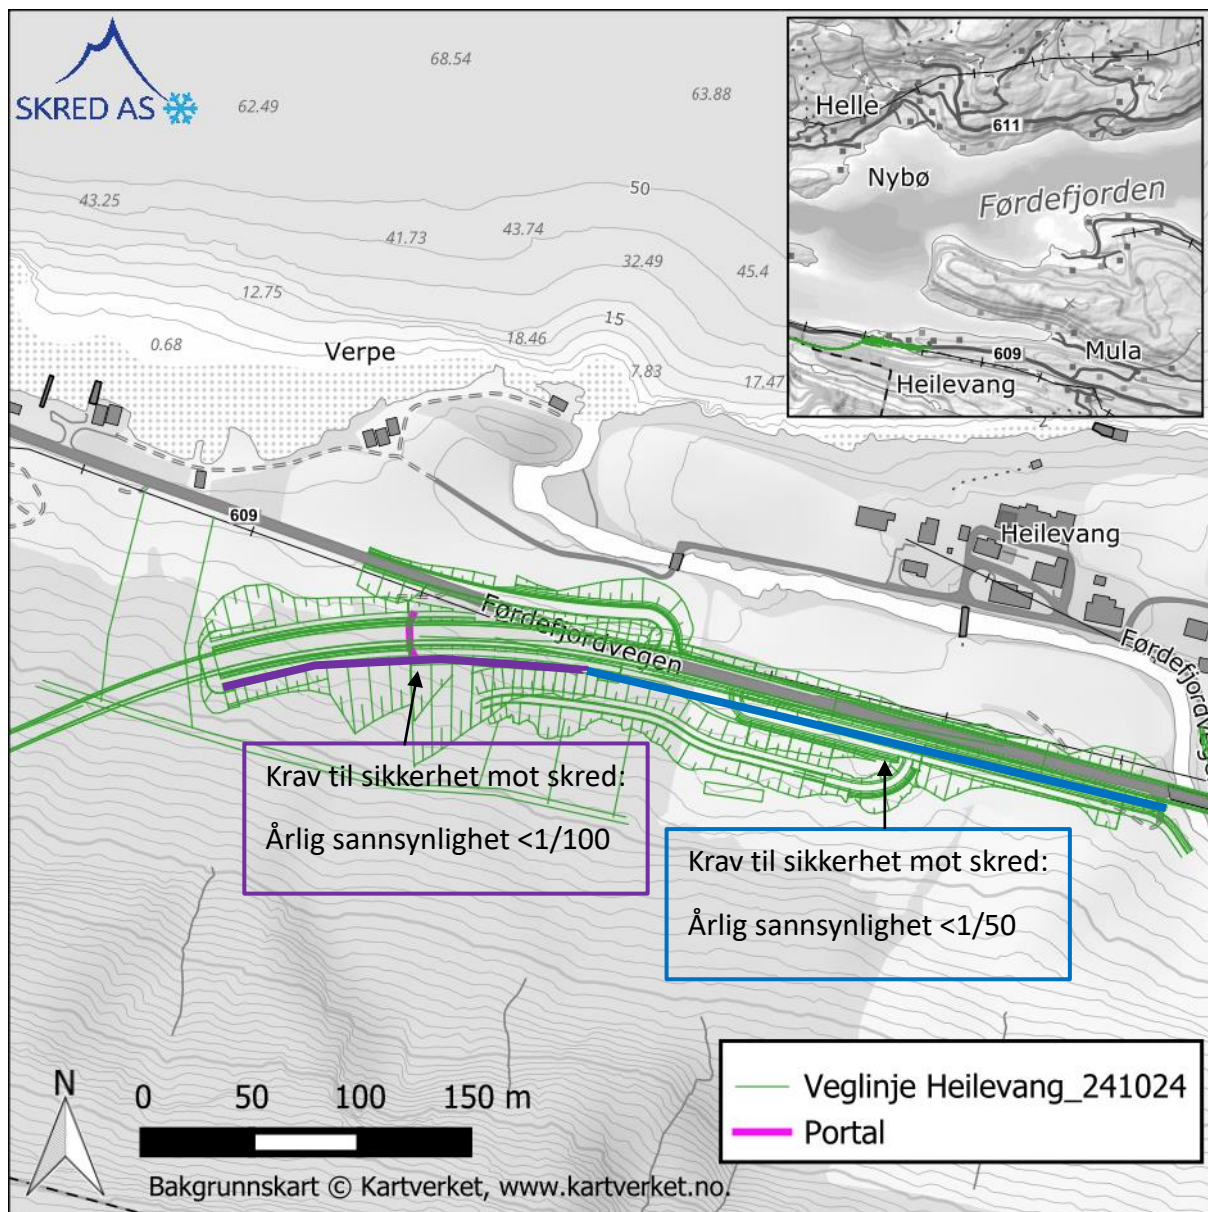 SKRED AS
68.54
62.49
63.88
43.25
50
41.73
43.74
32.49
45.4
12.75
15
18.46
0.68
Verpe
7.83
17.47
2
Helle
611
Nybø
Førdefjorden
609
Mula
Heilevang
609
Heilevang
Førdefjordvegen
Førdefjordvegen
Krav til sikkerhet mot skred:
Årlig sannsynlighet <1/100
Krav til sikkerhet mot skred:
Årlig sannsynlighet <1/50
N
0 50 100 150 m
Veglinje Heilevang_241024
Portal
Bakgrunnskart © Kartverket, www.kartverket.no.